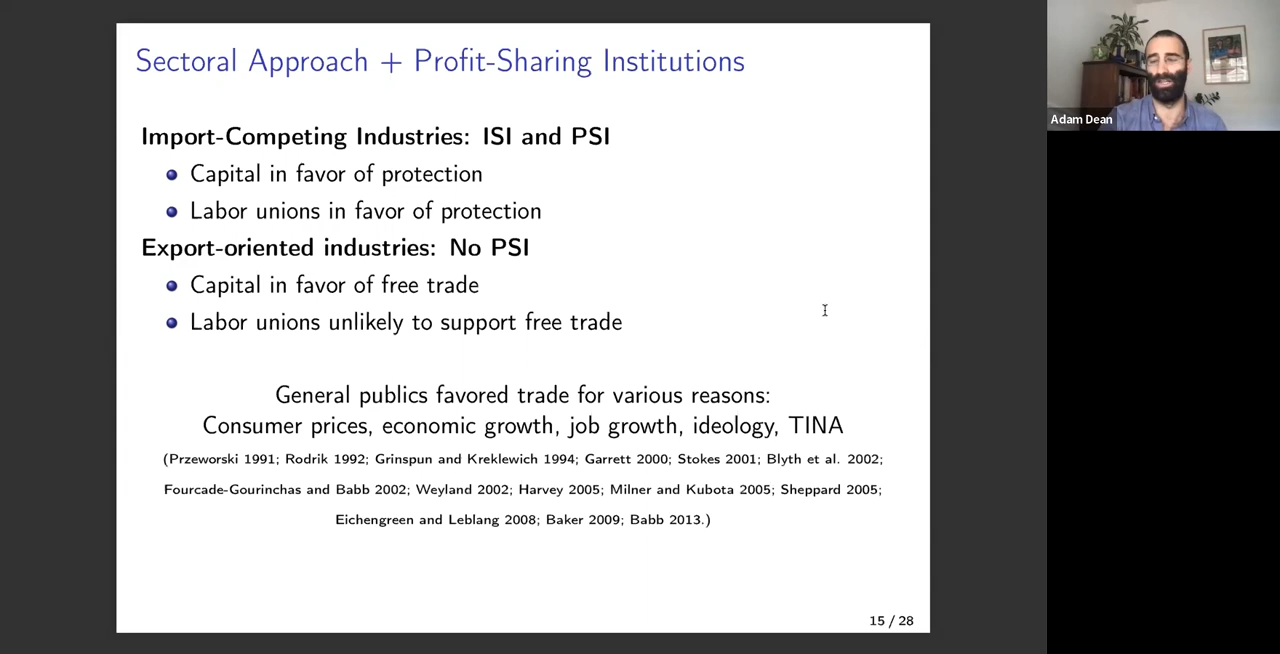 Sectoral Approach + Profit-Sharing Institutions
Import-Competing Industries: ISI and PSI
Capital in favor of protection
Labor unions in favor of protection
Export-oriented industries: No PSI
Capital in favor of free trade
Labor unions unlikely to support free trade
General publics favored trade for various reasons:
Consumer prices, economic growth, job growth, ideology, TINA
(Przeworski 1991; Rodrik 1992; Grinspun and Kreklewich 1994; Garrett 2000; Stokes 2001; Blyth et al. 2002;
Fourcade-Gourinchas and Babb 2002; Weyland 2002; Harvey 2005; Milner and Kubota 2005; Sheppard 2005;
Eichengreen and Leblang 2008; Baker 2009; Babb 2013.)
15 / 28
Adam Dean